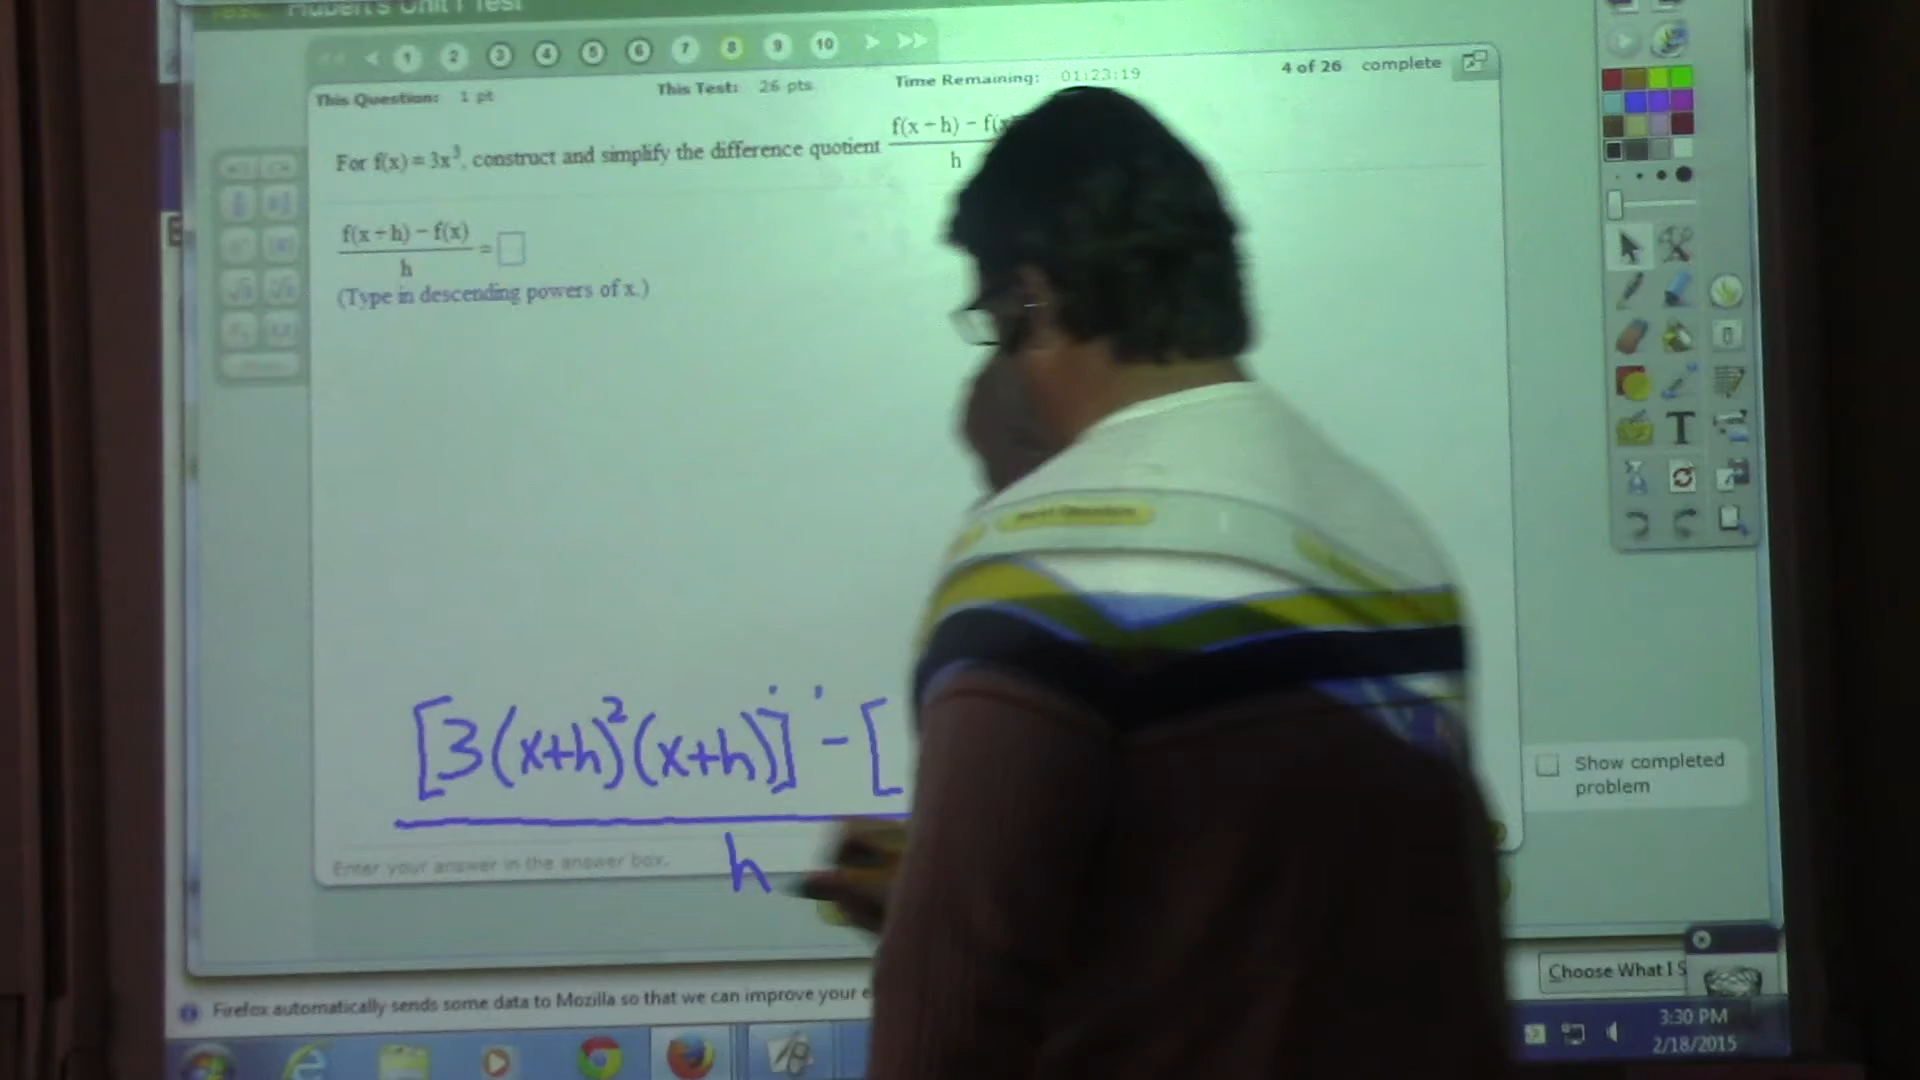 Hubert's Unit 1 Test
1 2 3 4 5 6 7 8 9 10
This Question: 1 pt This Test: 26 pts Time Remaining: 01:23:19 4 of 26 complete
For f(x) = 3x³, construct and simplify the difference quotient f(x+h) - f(x
h
f(x+h) - f(x)
=
h
(Type in descending powers of x.)
T
[3(x+h)²(x+h)] - [
h
Show completed
problem
Enter your answer in the answer box.
Choose What I S
Firefox automatically sends some data to Mozilla so that we can improve your e
3:30 PM
2/18/2015